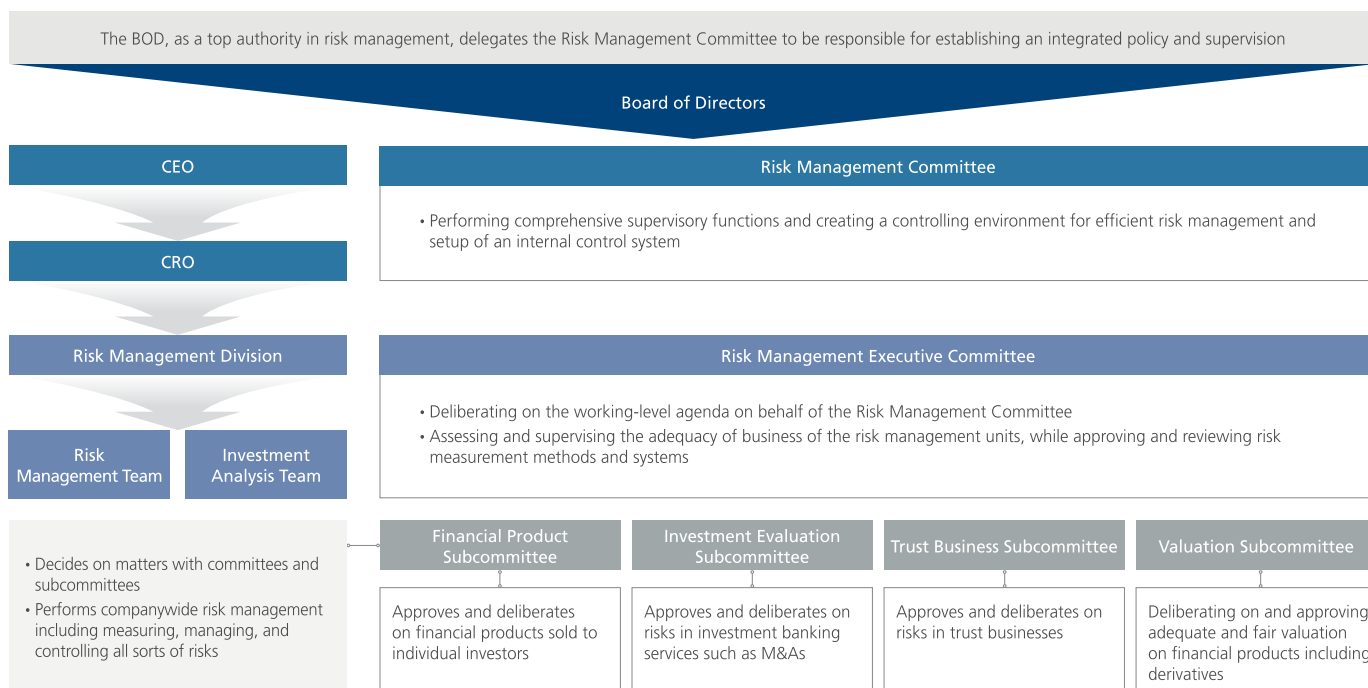 The BOD, as a top authority in risk management, delegates the Risk Management Committee to be responsible for establishing an integrated policy and supervision
Board of Directors
CEO
CRO
Risk Management Division
Risk
Management Team
Investment
Analysis Team
• Decides on matters with committees and
subcommittees
• Performs companywide risk management
including measuring, managing, and
controlling all sorts of risks
Risk Management Committee
• Performing comprehensive supervisory functions and creating a controlling environment for efficient risk management and
setup of an internal control system
Risk Management Executive Committee
• Deliberating on the working-level agenda on behalf of the Risk Management Committee
• Assessing and supervising the adequacy of business of the risk management units, while approving and reviewing risk
measurement methods and systems
Financial Product
Subcommittee
Approves and deliberates
on financial products sold to
individual investors
Investment Evaluation
Subcommittee
Approves and deliberates on
risks in investment banking
services such as M&As
Trust Business Subcommittee
Approves and deliberates on
risks in trust businesses
Valuation Subcommittee
Deliberating on and approving
adequate and fair valuation
on financial products including
derivatives